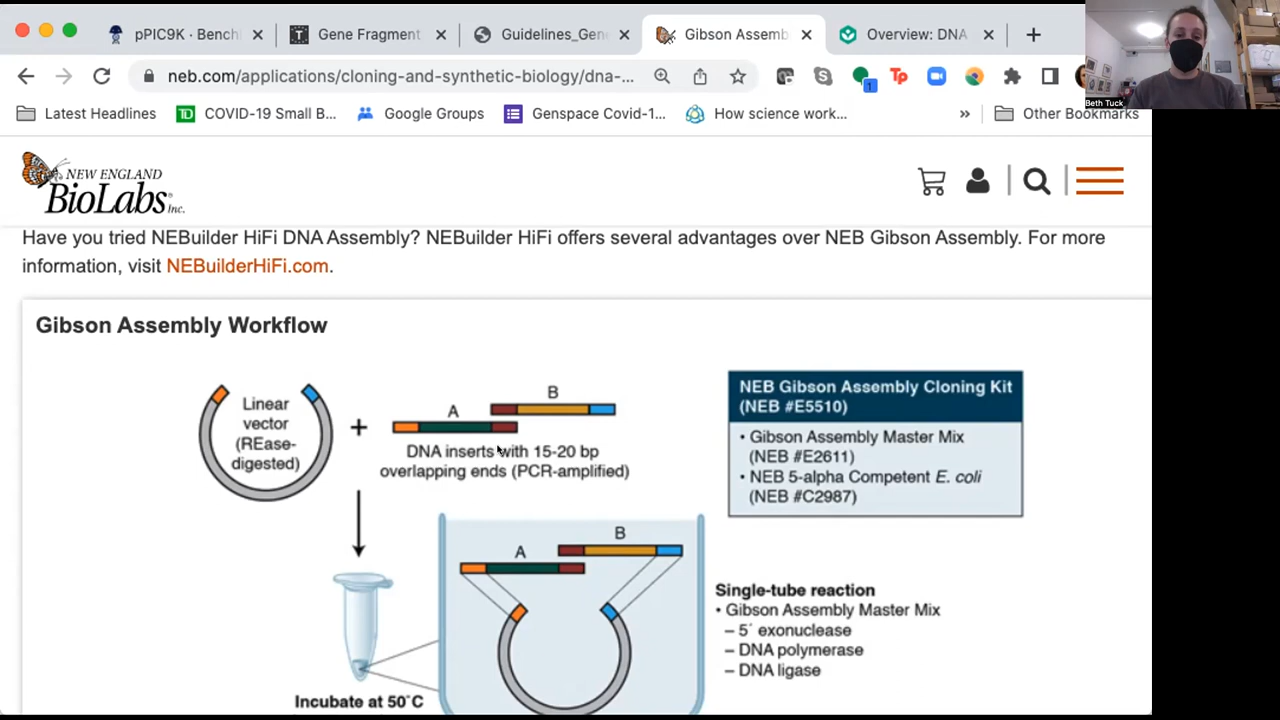 pPIC9K · Benchl
Gene Fragment
Guidelines_Gene
Gibson Assemb
Overview: DNA
neb.com/applications/cloning-and-synthetic-biology/dna-...
1
Latest Headlines
COVID-19 Small B...
Google Groups
Genspace Covid-1...
How science work...
»
Other Bookmarks
Beth Tuck
NEW ENGLAND
BioLabs® Inc.
Have you tried NEBuilder HiFi DNA Assembly? NEBuilder HiFi offers several advantages over NEB Gibson Assembly. For more
information, visit NEBuilderHiFi.com.
Gibson Assembly Workflow
Linear
vector
(REase-
digested)
+
A
B
DNA inserts with 15-20 bp
overlapping ends (PCR-amplified)
NEB Gibson Assembly Cloning Kit
(NEB #E5510)
• Gibson Assembly Master Mix
(NEB #E2611)
• NEB 5-alpha Competent E. coli
(NEB #C2987)
A
B
Single-tube reaction
• Gibson Assembly Master Mix
– 5´ exonuclease
– DNA polymerase
– DNA ligase
Incubate at 50˚C